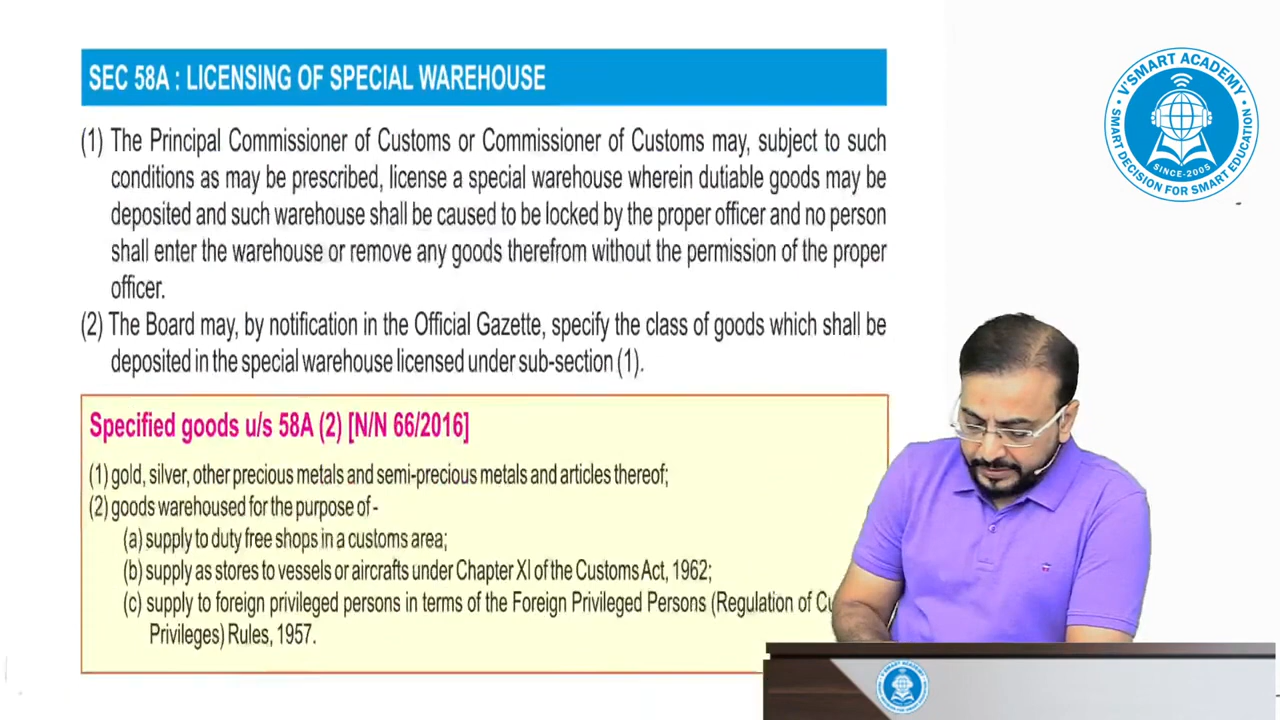 SEC 58A : LICENSING OF SPECIAL WAREHOUSE
(1) The Principal Commissioner of Customs or Commissioner of Customs may, subject to such
conditions as may be prescribed, license a special warehouse wherein dutiable goods may be
deposited and such warehouse shall be caused to be locked by the proper officer and no person
shall enter the warehouse or remove any goods therefrom without the permission of the proper
officer.
(2) The Board may, by notification in the Official Gazette, specify the class of goods which shall be
deposited in the special warehouse licensed under sub-section (1).
Specified goods u/s 58A (2) [N/N 66/2016]
(1) gold, silver, other precious metals and semi-precious metals and articles thereof;
(2) goods warehoused for the purpose of -
(a) supply to duty free shops in a customs area;
(b) supply as stores to vessels or aircrafts under Chapter XI of the Customs Act, 1962;
(c) supply to foreign privileged persons in terms of the Foreign Privileged Persons (Regulation of
Privileges) Rules, 1957.
V'SMART ACADEMY
SINCE-2005
SMART DECISION FOR SMART EDUCATION